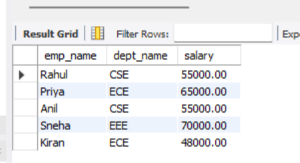 Result Grid Filter Rows: Expo
emp_name dept_name salary
Rahul CSE 55000.00
Priya ECE 65000.00
Anil CSE 55000.00
Sneha EEE 70000.00
Kiran ECE 48000.00